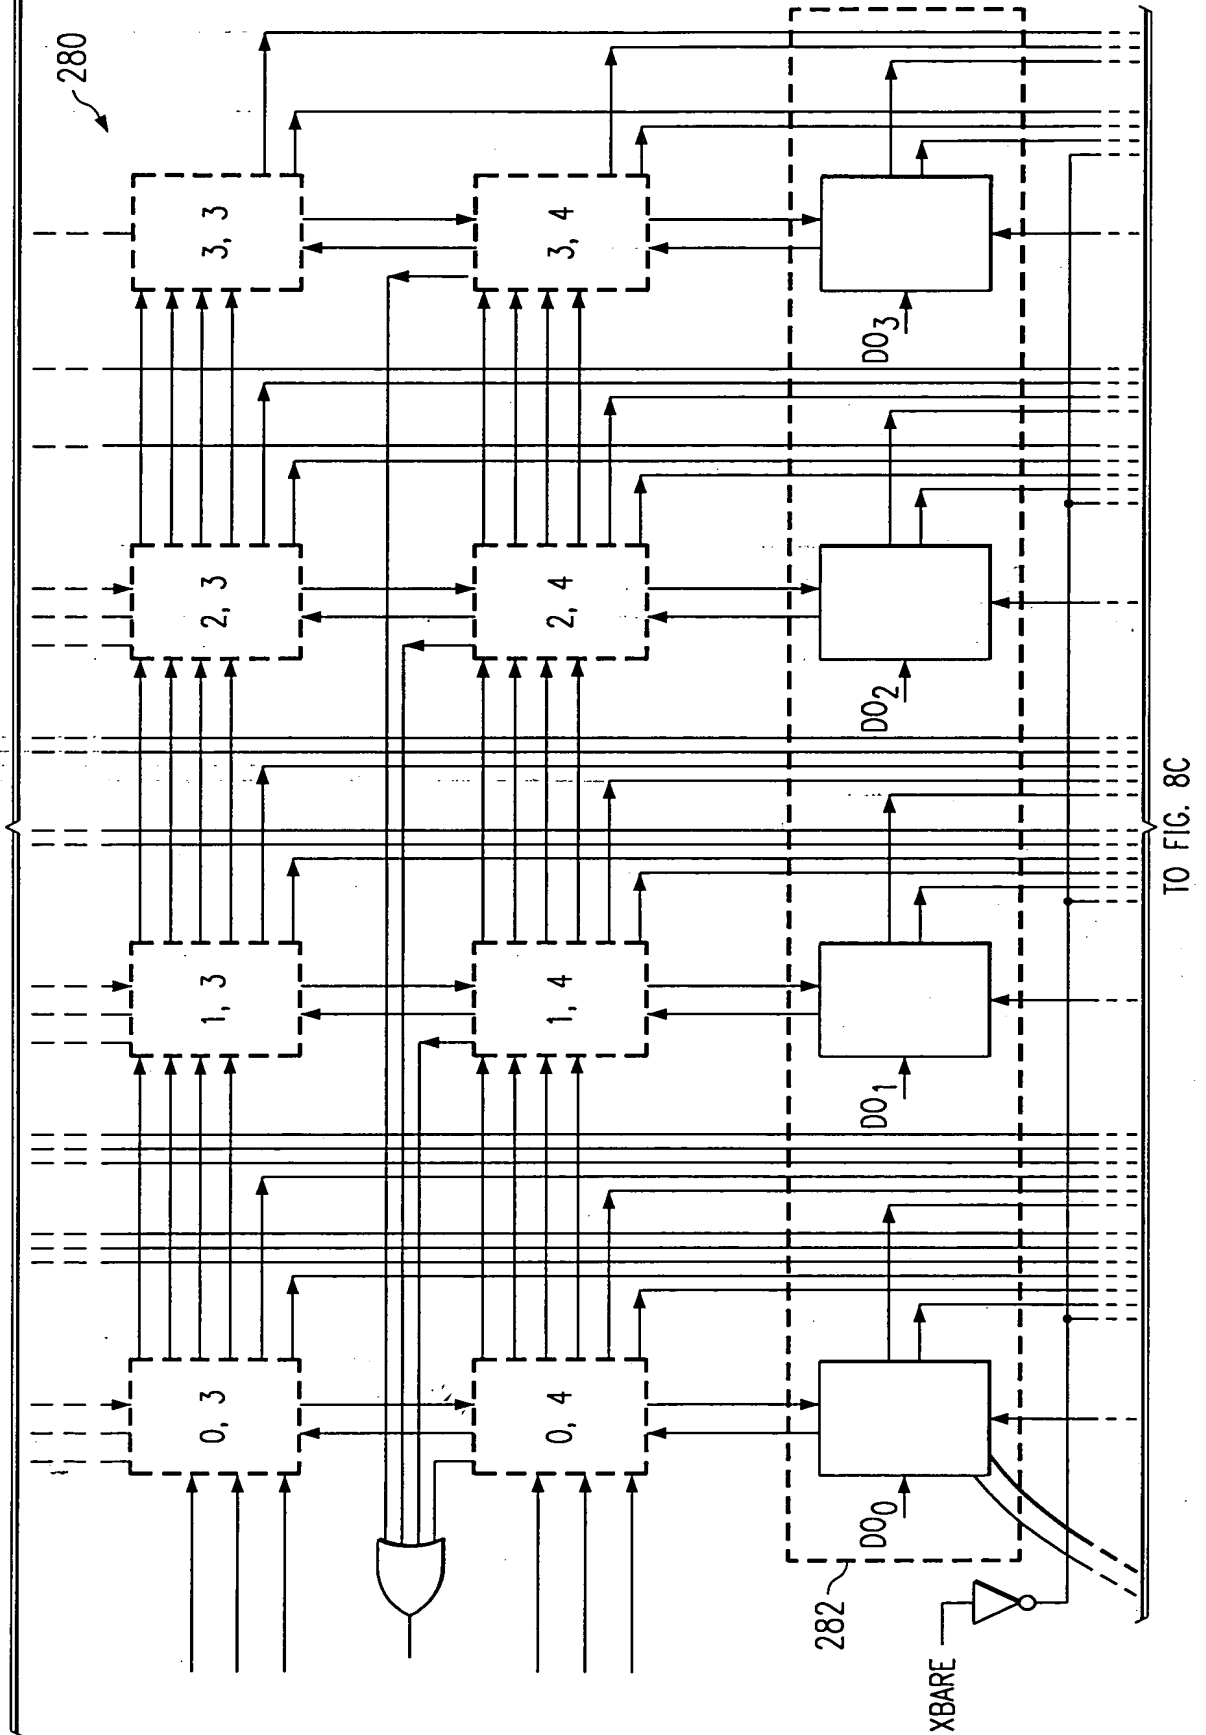 280
3, 3
3, 4
DO3
2, 3
2, 4
DO2
1, 3
1, 4
DO1
0, 3
0, 4
DO0
282
XBARE
TO FIG. 8C